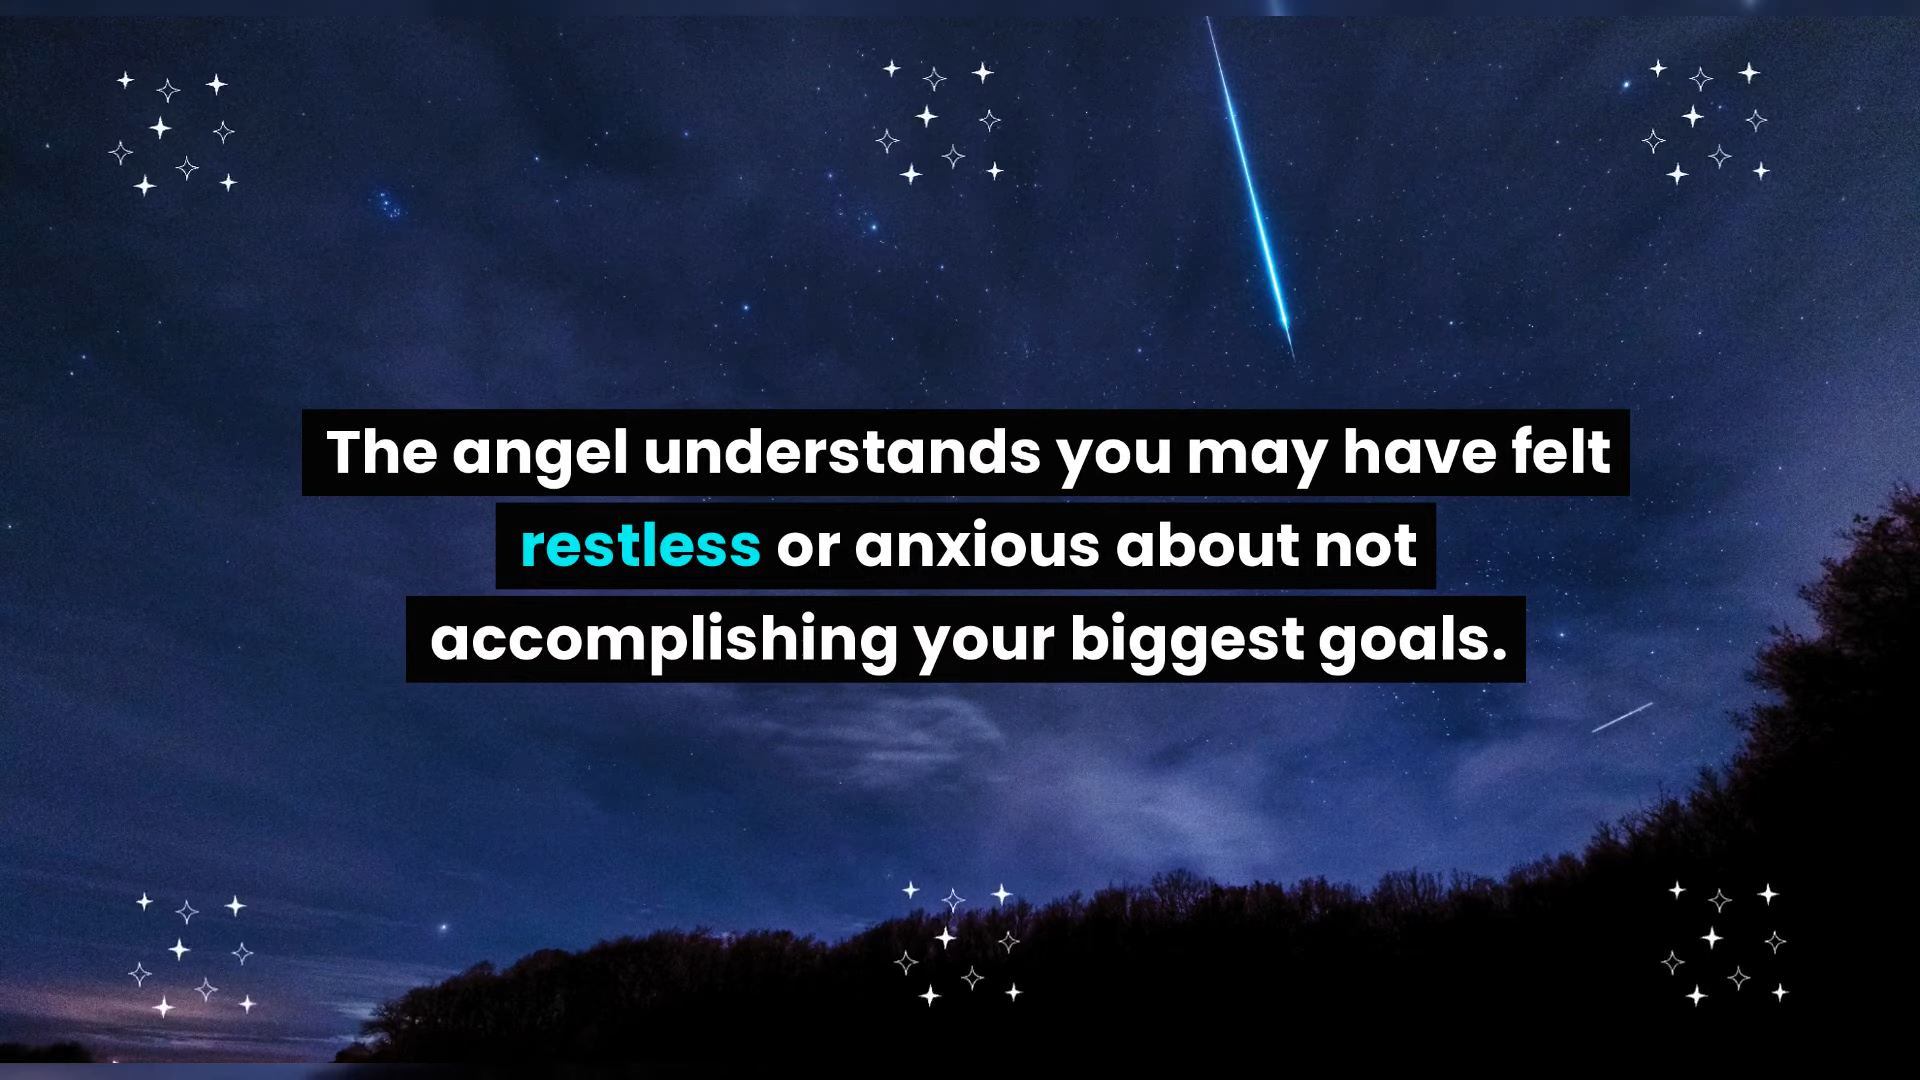 The angel understands you may have felt
restless or anxious about not
accomplishing your biggest goals.